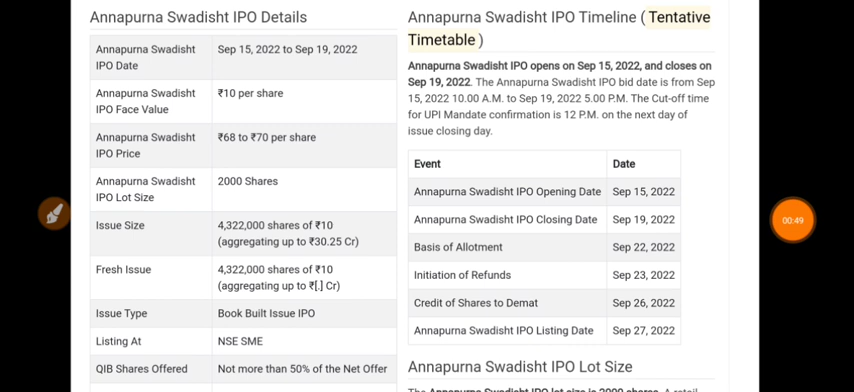 Annapurna Swadisht IPO Details
Annapurna Swadisht
IPO Date
Sep 15, 2022 to Sep 19, 2022
Annapurna Swadisht
IPO Face Value
₹10 per share
Annapurna Swadisht
IPO Price
₹68 to ₹70 per share
Annapurna Swadisht
IPO Lot Size
2000 Shares
Issue Size
4,322,000 shares of ₹10
(aggregating up to ₹30.25 Cr)
Fresh Issue
4,322,000 shares of ₹10
(aggregating up to ₹[.] Cr)
Issue Type
Book Built Issue IPO
Listing At
NSE SME
QIB Shares Offered
Not more than 50% of the Net Offer
Annapurna Swadisht IPO Timeline (Tentative
Timetable)
Annapurna Swadisht IPO opens on Sep 15, 2022, and closes on
Sep 19, 2022. The Annapurna Swadisht IPO bid date is from Sep
15, 2022 10.00 A.M. to Sep 19, 2022 5.00 P.M. The Cut-off time
for UPI Mandate confirmation is 12 P.M. on the next day of
issue closing day.
Event Date
Annapurna Swadisht IPO Opening Date Sep 15, 2022
Annapurna Swadisht IPO Closing Date Sep 19, 2022
Basis of Allotment Sep 22, 2022
Initiation of Refunds Sep 23, 2022
Credit of Shares to Demat Sep 26, 2022
Annapurna Swadisht IPO Listing Date Sep 27, 2022
Annapurna Swadisht IPO Lot Size
The Annapurna Swadisht IPO lot size is 2000 shares. A retail
00:49